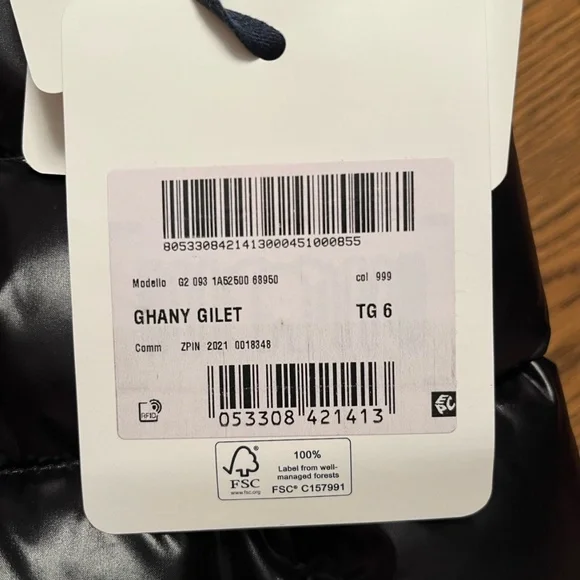 8053308421413000451000855
Modello G2 093 1A52500 68950 col 999
GHANY GILET TG 6
Comm ZPIN 2021 0018348
053308 421413
RFID
EPC
FSC
www.fsc.org
100%
Label from well-
managed forests
FSC® C157991